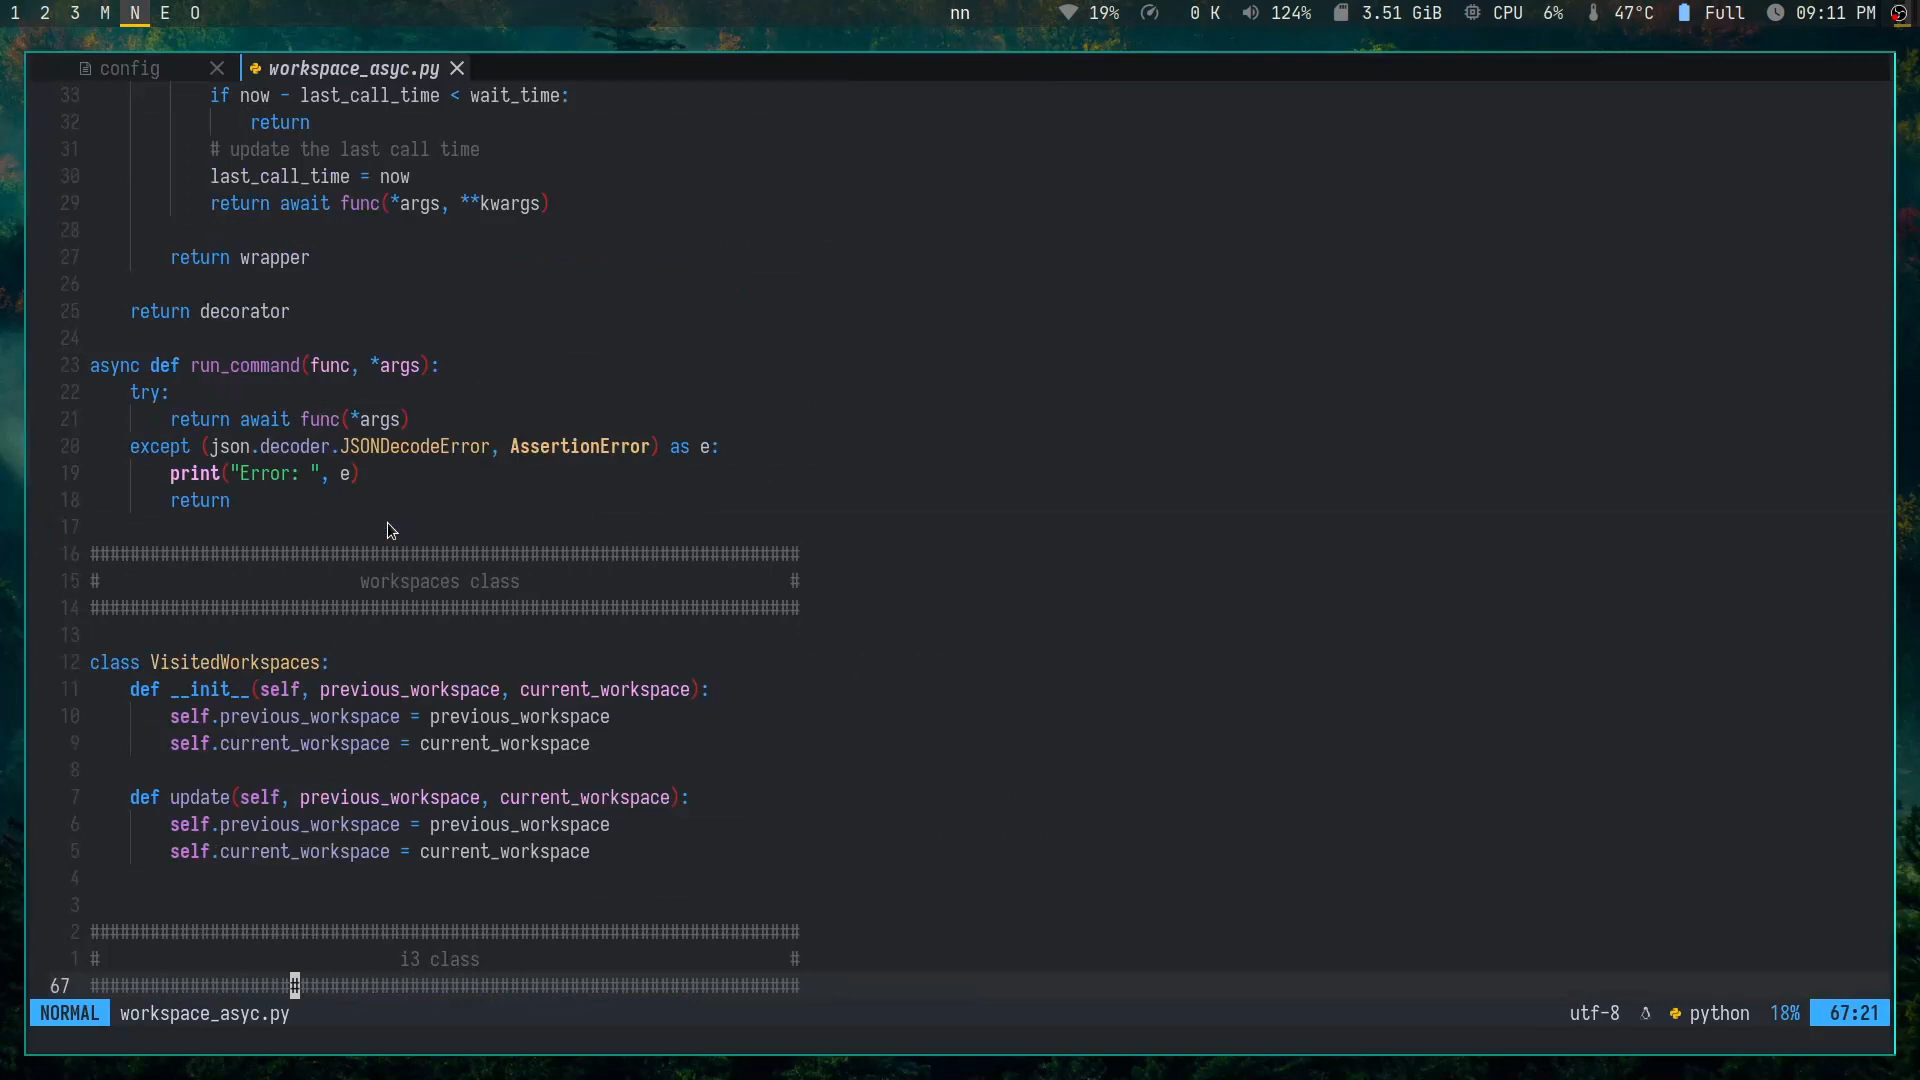 1 2 3 M N E O nn 19% 0 K 124% 3.51 GiB CPU 6% 47°C Full 09:11 PM
config workspace_asyc.py
33 if now - last_call_time < wait_time:
32 return
31 # update the last call time
30 last_call_time = now
29 return await func(*args, **kwargs)
28
27 return wrapper
26
25 return decorator
24
23 async def run_command(func, *args):
22 try:
21 return await func(*args)
20 except (json.decoder.JSONDecodeError, AssertionError) as e:
19 print("Error: ", e)
18 return
17
16 #######################################################################
15 # workspaces class #
14 #######################################################################
13
12 class VisitedWorkspaces:
11 def __init__(self, previous_workspace, current_workspace):
10 self.previous_workspace = previous_workspace
9 self.current_workspace = current_workspace
8
7 def update(self, previous_workspace, current_workspace):
6 self.previous_workspace = previous_workspace
5 self.current_workspace = current_workspace
4
3
2 #######################################################################
1 # i3 class #
67 #######################################################################
NORMAL workspace_asyc.py utf-8 python 18% 67:21